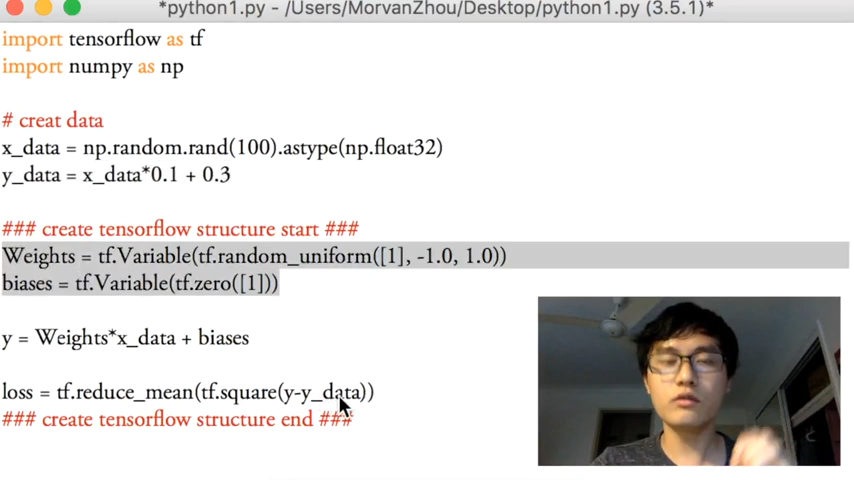 *python1.py - /Users/MorvanZhou/Desktop/python1.py (3.5.1)*
import tensorflow as tf
import numpy as np
# creat data
x_data = np.random.rand(100).astype(np.float32)
y_data = x_data*0.1 + 0.3
### create tensorflow structure start ###
Weights = tf.Variable(tf.random_uniform([1], -1.0, 1.0))
biases = tf.Variable(tf.zero([1]))
y = Weights*x_data + biases
loss = tf.reduce_mean(tf.square(y-y_data))
### create tensorflow structure end ###